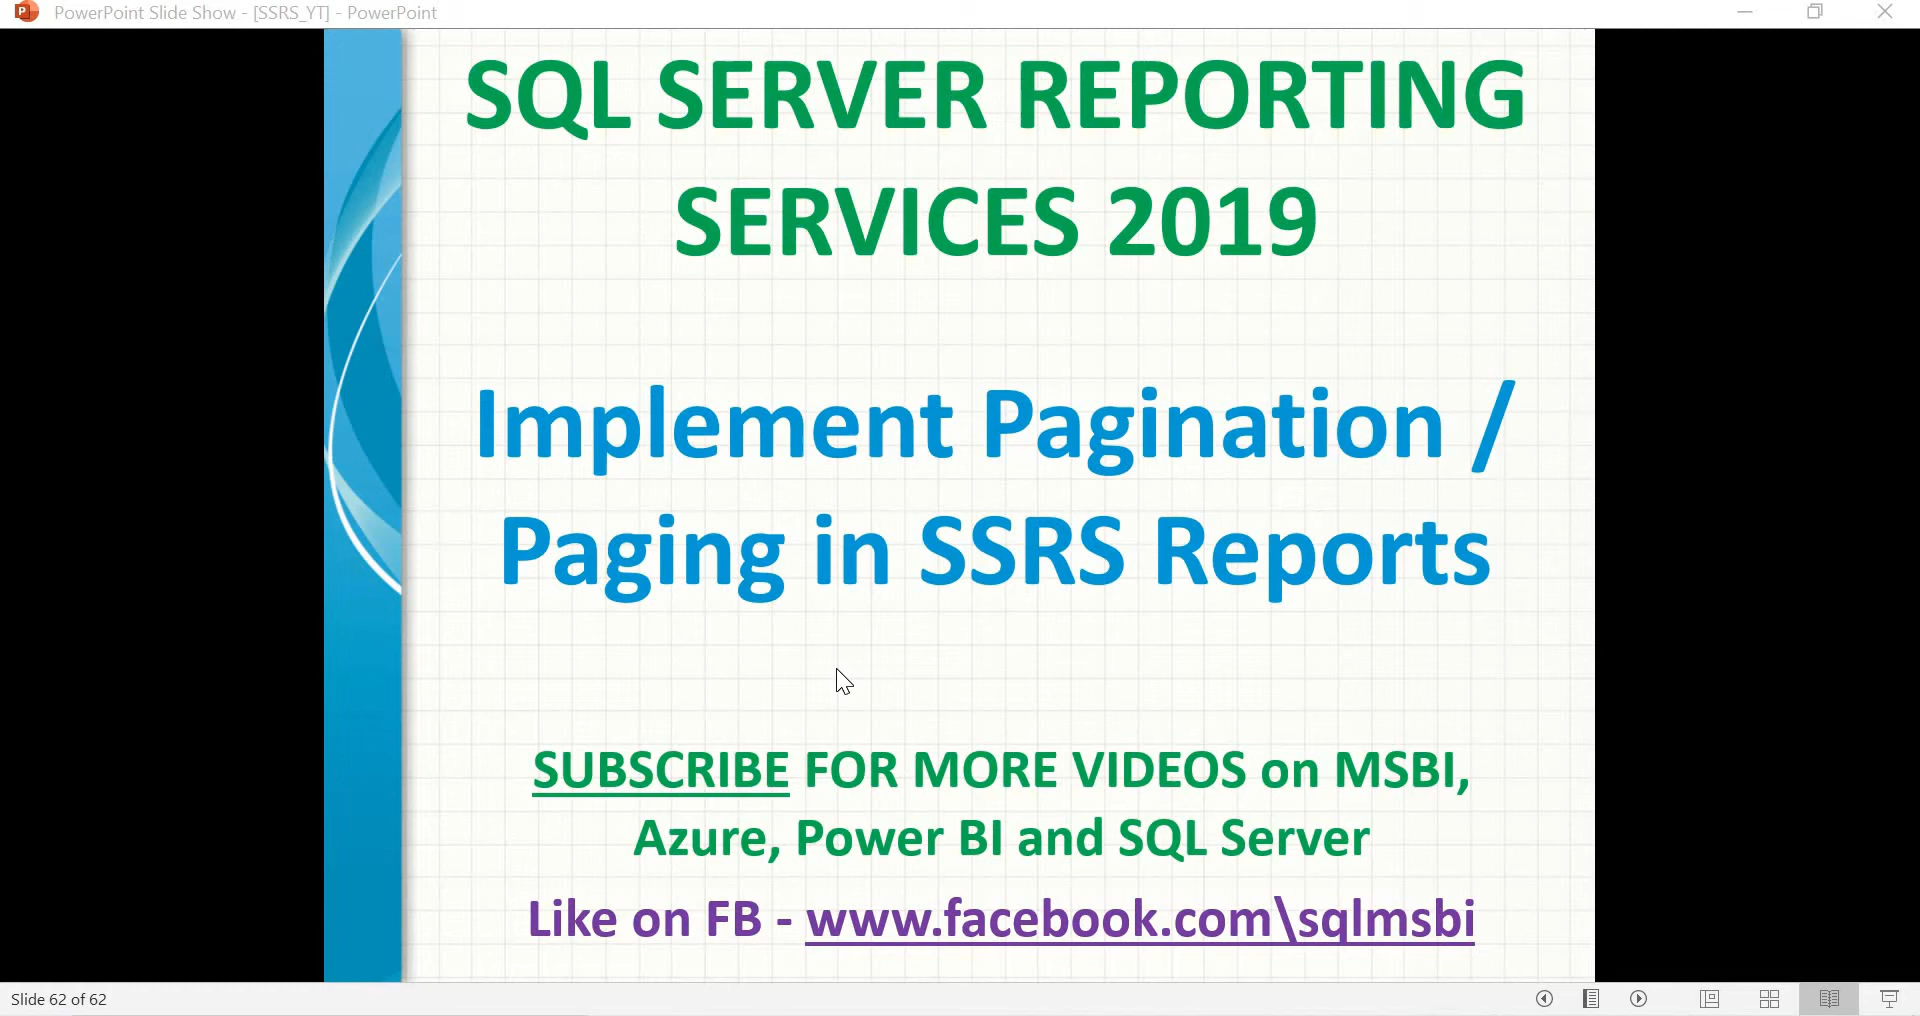 PowerPoint Slide Show - [SSRS_YT] - PowerPoint
SQL SERVER REPORTING
SERVICES 2019
Implement Pagination /
Paging in SSRS Reports
SUBSCRIBE FOR MORE VIDEOS on MSBI,
Azure, Power BI and SQL Server
Like on FB - www.facebook.com\sqlmsbi
Slide 62 of 62